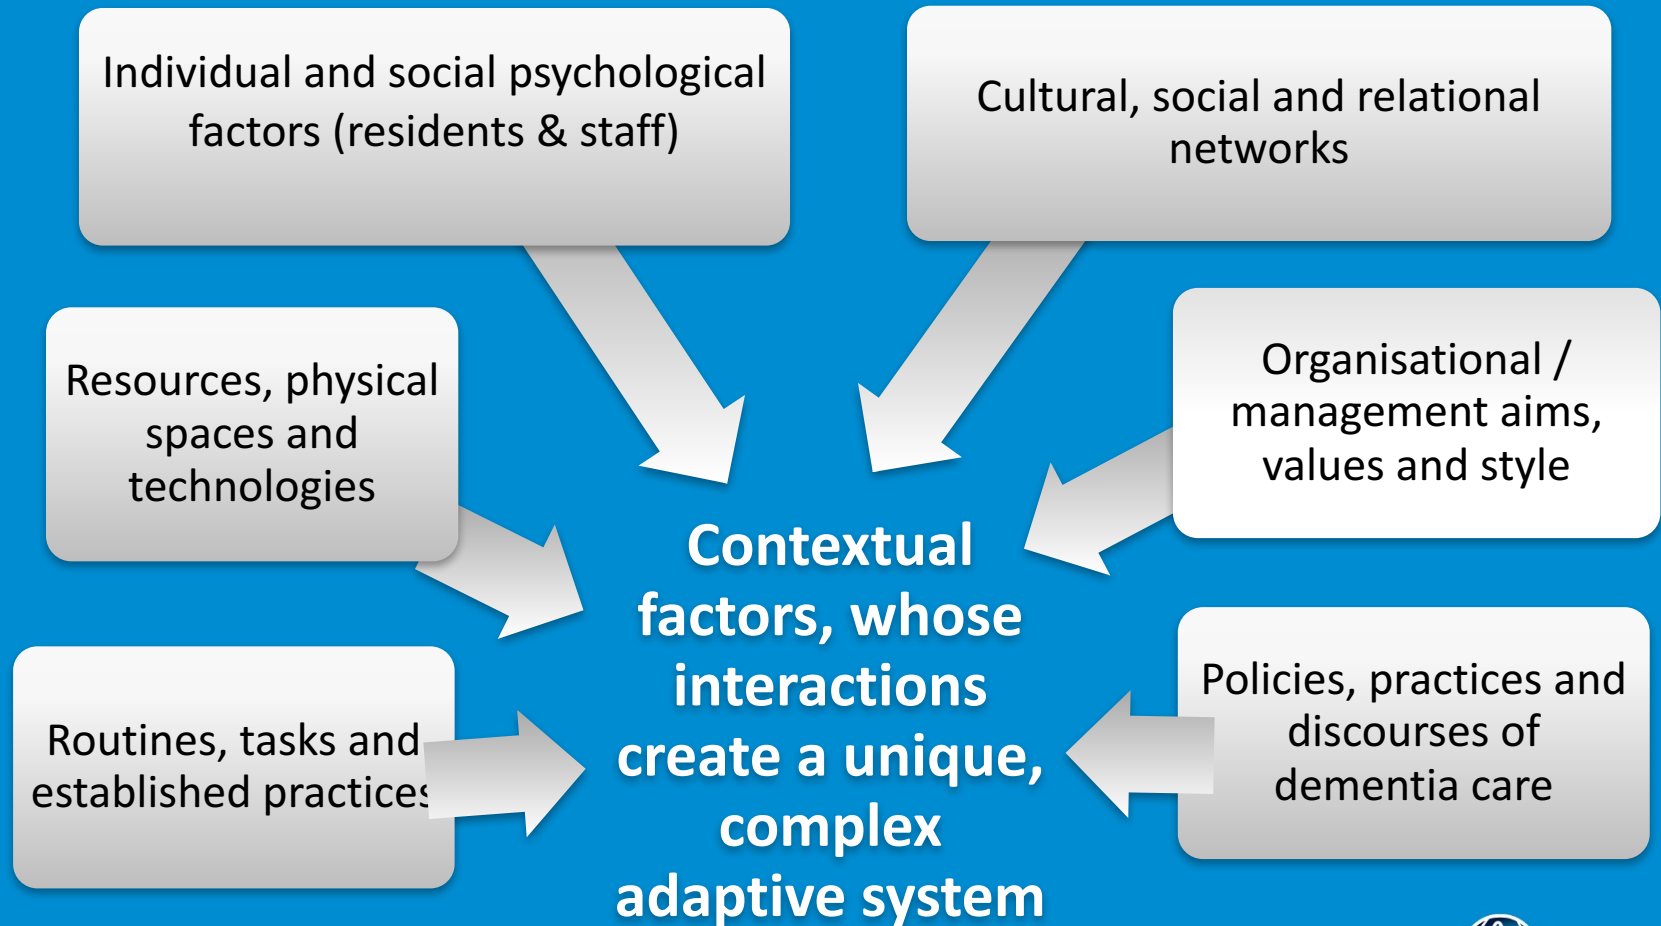 Individual and social psychological
factors (residents & staff)
Cultural, social and relational
networks
Resources, physical
spaces and
technologies
Organisational /
management aims,
values and style
Routines, tasks and
established practices
Policies, practices and
discourses of
dementia care
Contextual
factors, whose
interactions
create a unique,
complex
adaptive system